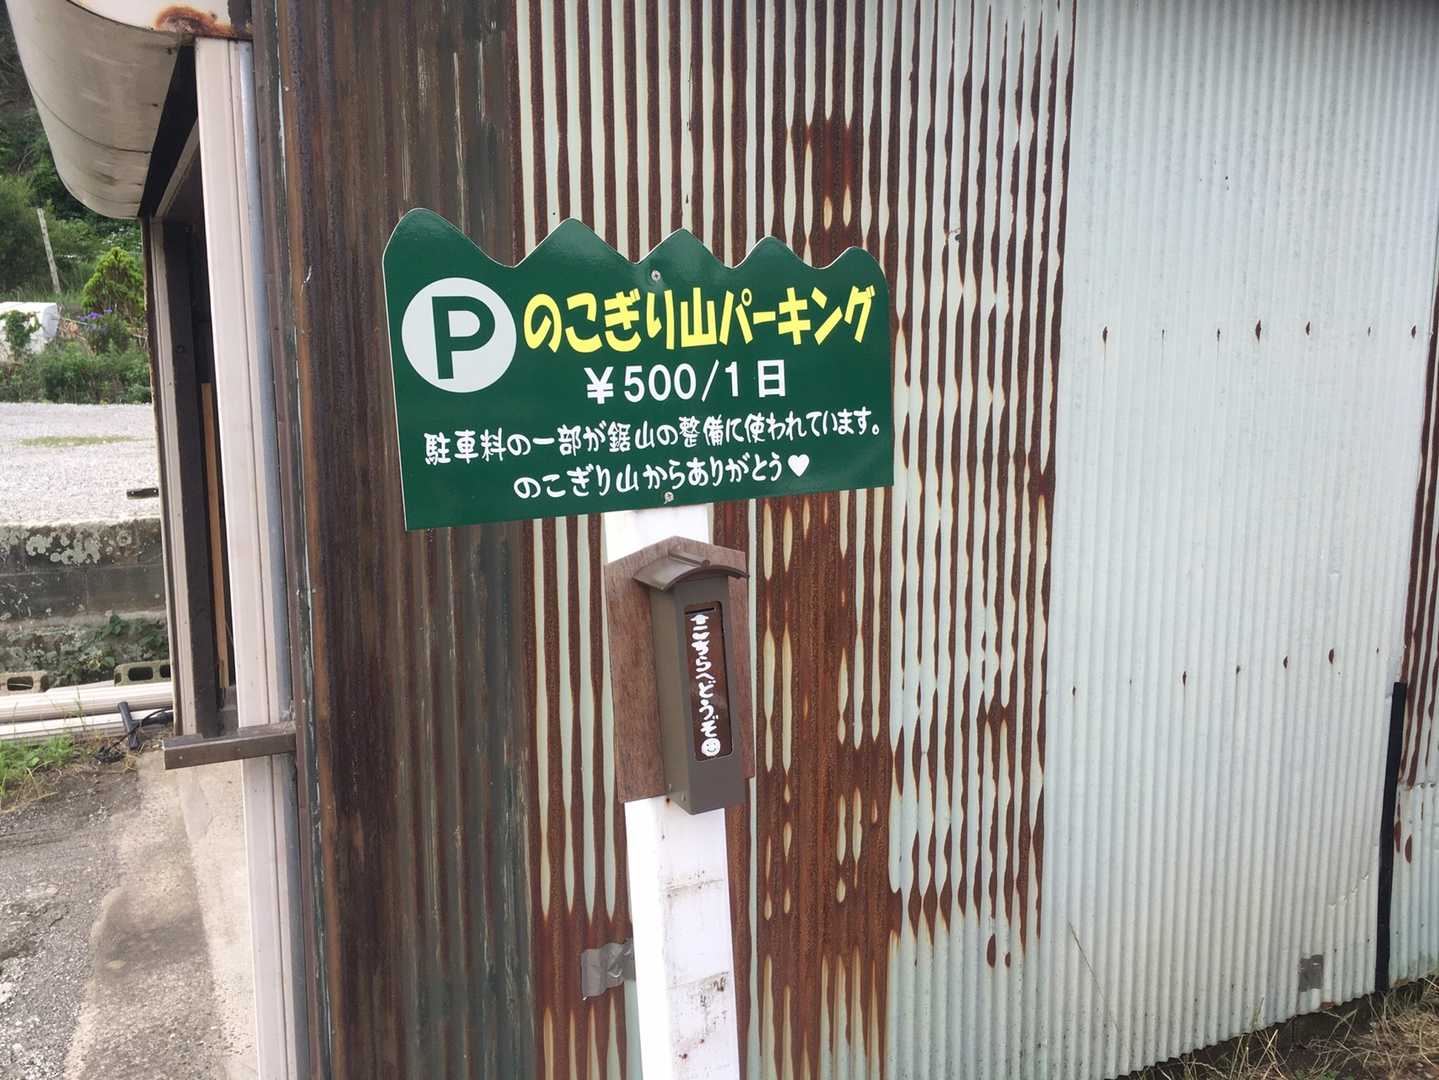 P のこぎり山パーキング
¥500/1日
駐車料の一部が鋸山の整備に使われています。
のこぎり山からありがとう♥
こちらへどうぞ